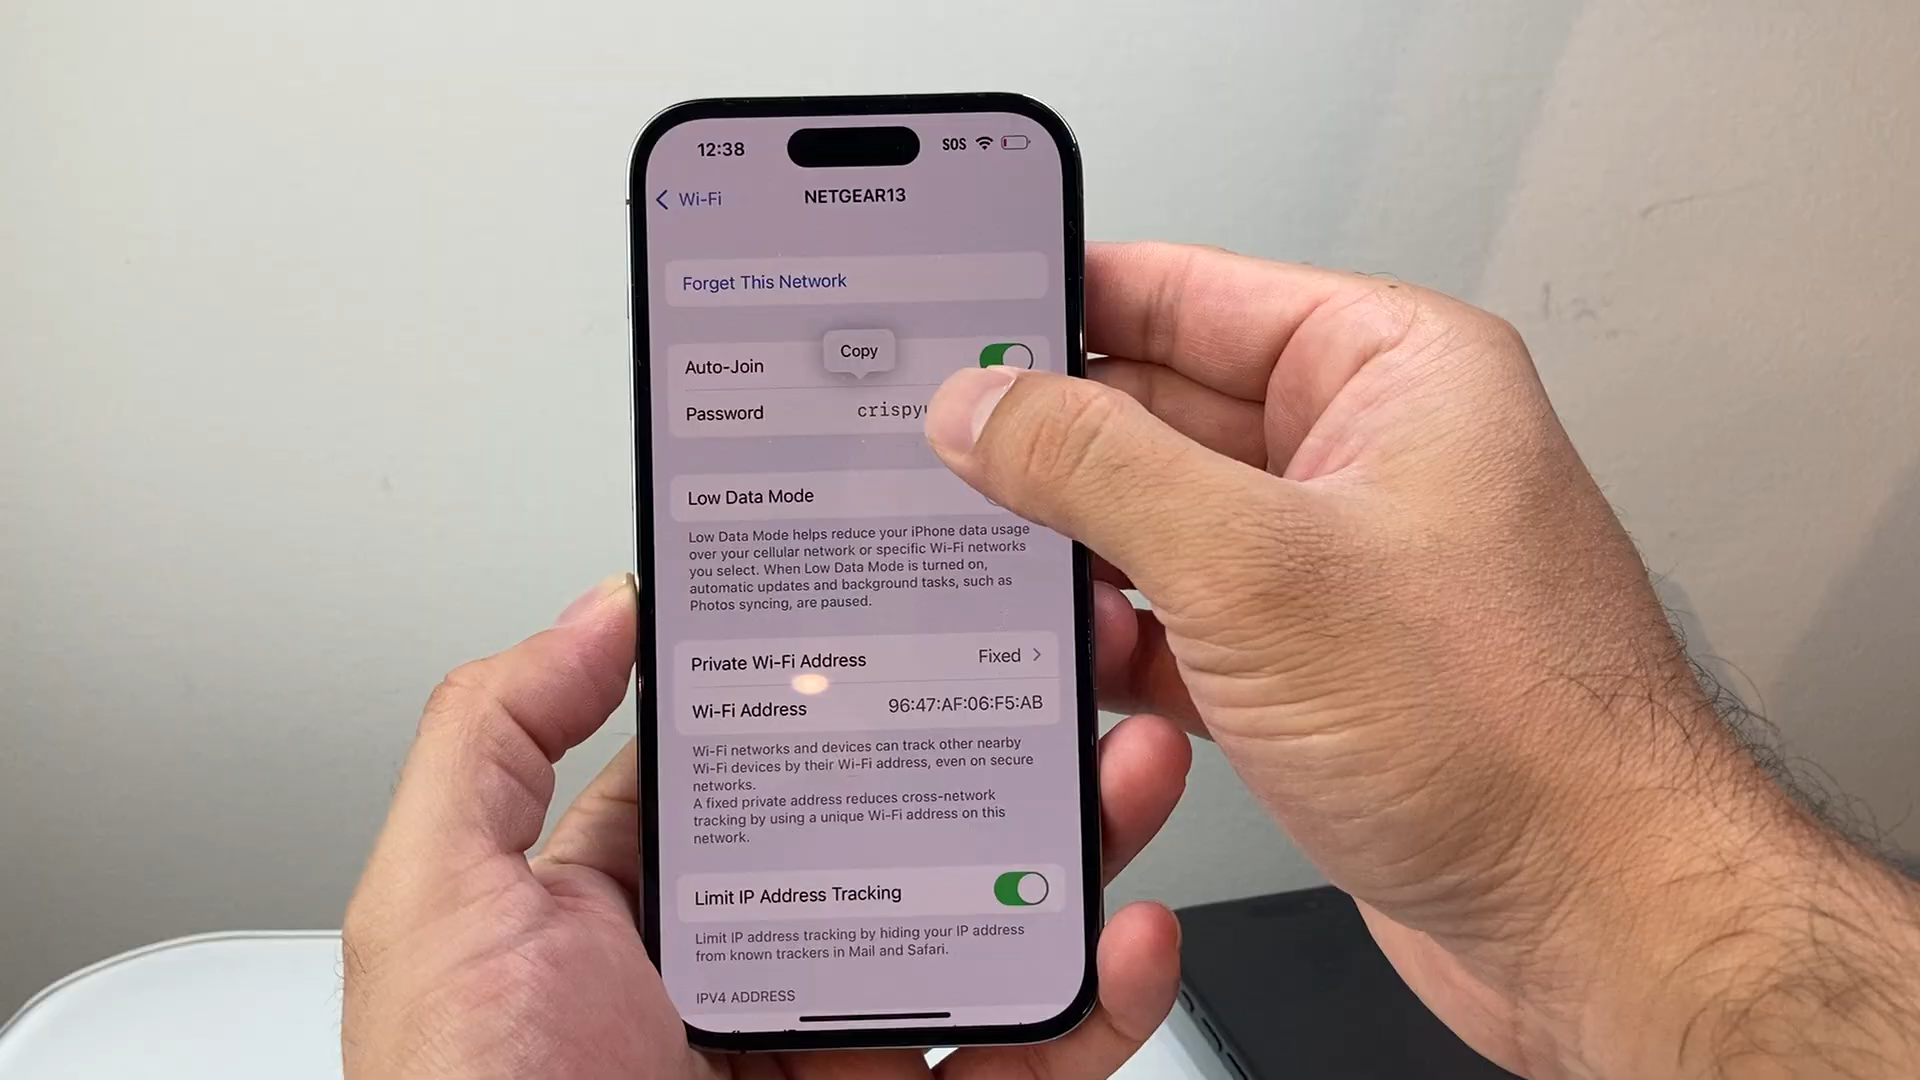 12:38
SOS
Wi-Fi
NETGEAR13
Forget This Network
Copy
Auto-Join
Password
Low Data Mode
Low Data Mode helps reduce your iPhone data usage
over your cellular network or specific Wi-Fi networks
you select. When Low Data Mode is turned on,
automatic updates and background tasks, such as
Photos syncing, are paused.
Private Wi-Fi Address Fixed
Wi-Fi Address 96:47:AF:06:F5:AB
Wi-Fi networks and devices can track other nearby
Wi-Fi devices by their Wi-Fi address, even on secure
networks.
A fixed private address reduces cross-network
tracking by using a unique Wi-Fi address on this
network.
Limit IP Address Tracking
Limit IP address tracking by hiding your IP address
from known trackers in Mail and Safari.
IPV4 ADDRESS